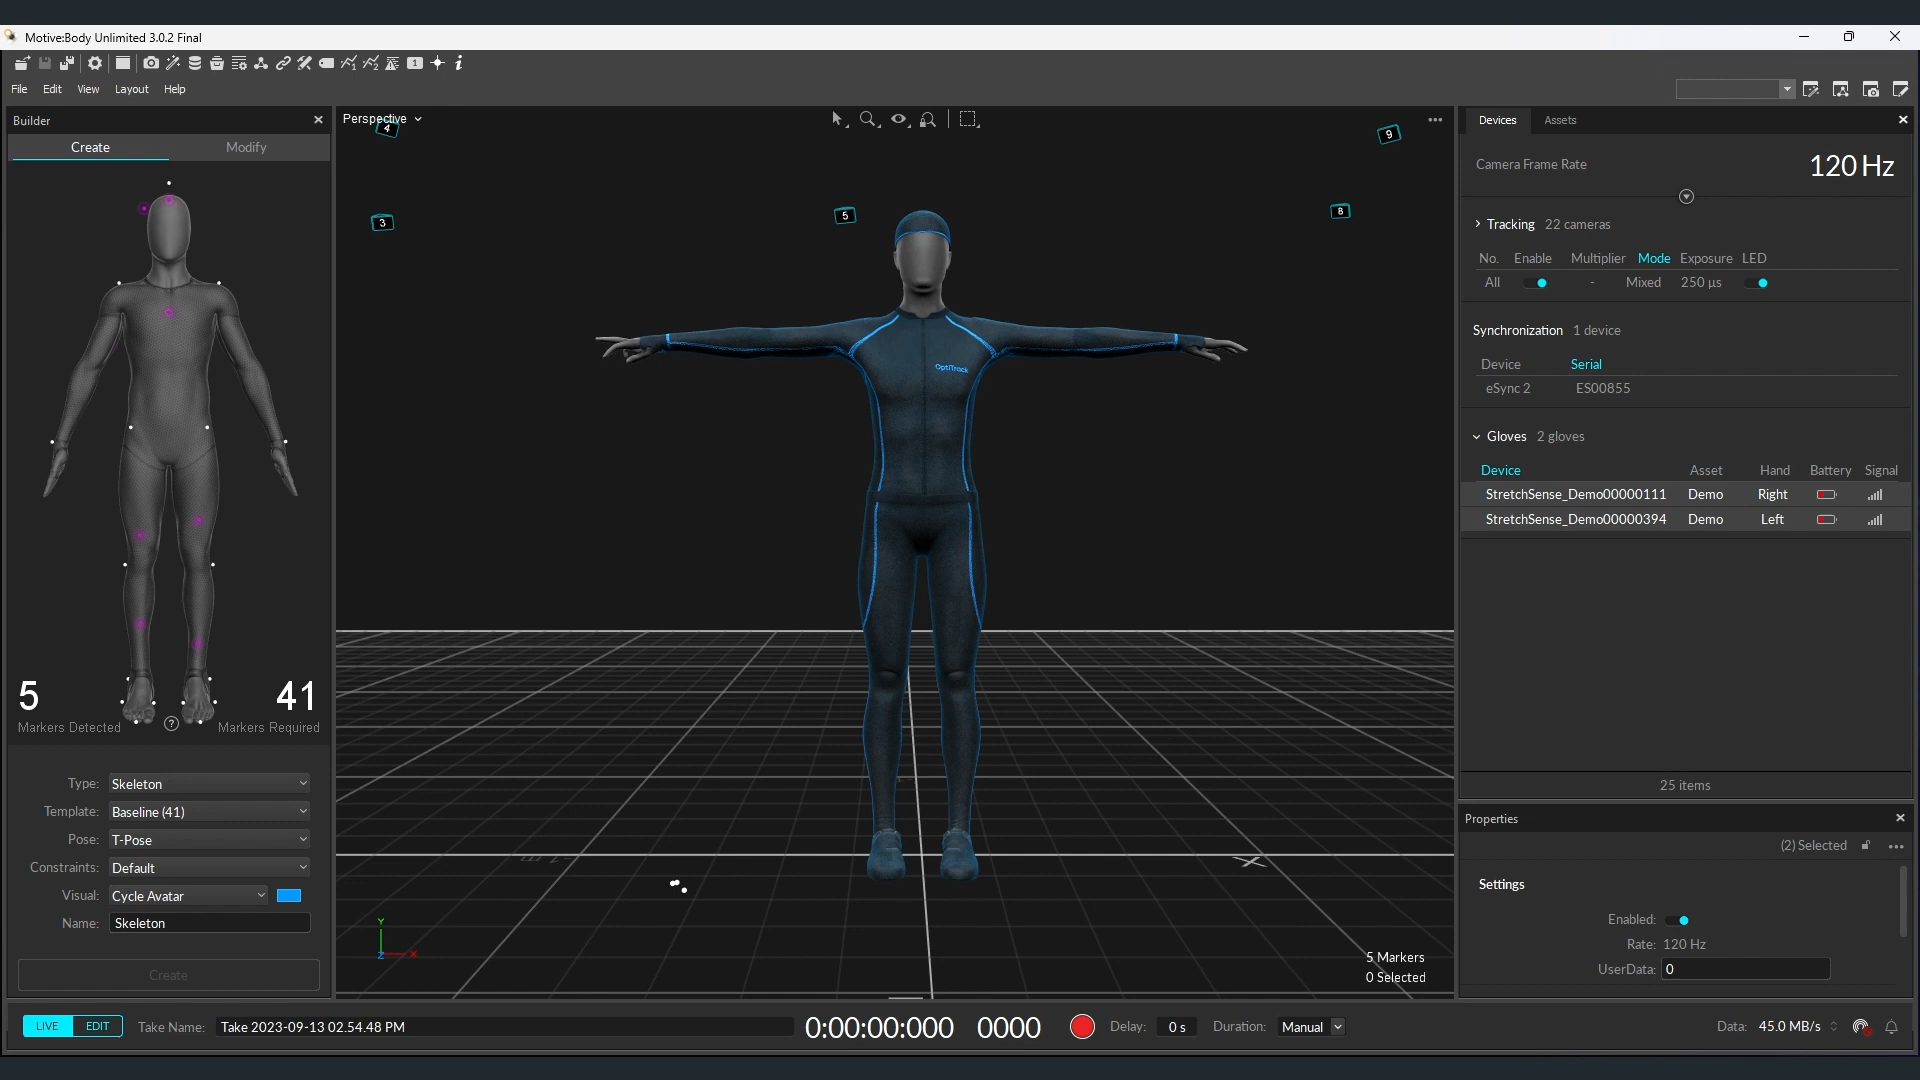 Motive:Body Unlimited 3.0.2 Final
1
File Edit View Layout Help
Builder
Create Modify
5 41
Markers Detected ? Markers Required
Type: Skeleton
Template: Baseline (41)
Pose: T-Pose
Constraints: Default
Visual: Cycle Avatar
Name: Skeleton
Create
Perspective
4
9
3
5
8
OptiTrack
Y
Z X
5 Markers
0 Selected
Devices Assets
Camera Frame Rate 120 Hz
Tracking 22 cameras
No. Enable Multiplier Mode Exposure LED
All - Mixed 250 µs
Synchronization 1 device
Device Serial
eSync 2 ES00855
Gloves 2 gloves
Device Asset Hand Battery Signal
StretchSense_Demo00000111 Demo Right
StretchSense_Demo00000394 Demo Left
25 items
Properties
(2) Selected
Settings
Enabled:
Rate: 120 Hz
UserData: 0
LIVE EDIT Take Name: Take 2023-09-13 02.54.48 PM 0:00:00:000 0000 Delay: 0 s Duration: Manual Data: 45.0 MB/s